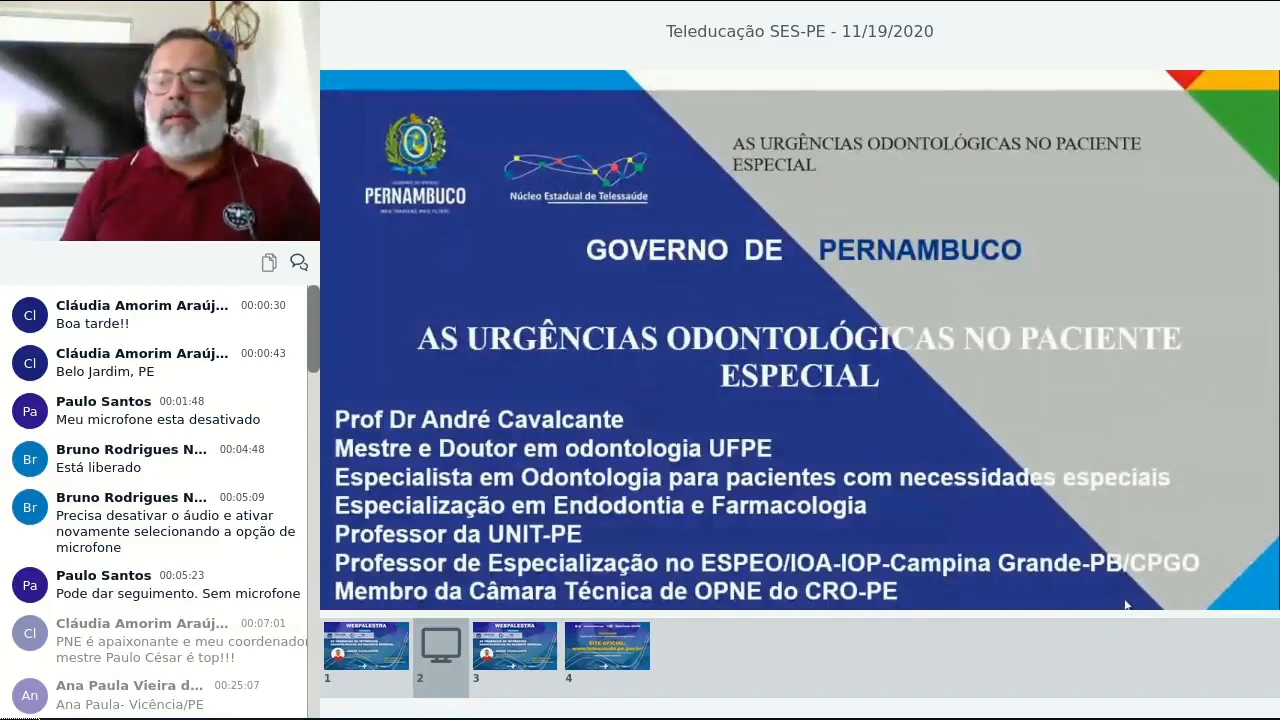 Teleducação SES-PE - 11/19/2020
PERNAMBUCO
Núcleo Estadual de Telessaúde
AS URGÊNCIAS ODONTOLÓGICAS NO PACIENTE
ESPECIAL
GOVERNO DE PERNAMBUCO
AS URGÊNCIAS ODONTOLÓGICAS NO PACIENTE
ESPECIAL
Prof Dr André Cavalcante
Mestre e Doutor em odontologia UFPE
Especialista em Odontologia para pacientes com necessidades especiais
Especialização em Endodontia e Farmacologia
Professor da UNIT-PE
Professor de Especialização no ESPEO/IOA-IOP-Campina Grande-PB/CPGO
Membro da Câmara Técnica de OPNE do CRO-PE
Cl
Cláudia Amorim Araúj... 00:00:30
Boa tarde!!
Cl
Cláudia Amorim Araúj... 00:00:43
Belo Jardim, PE
Pa
Paulo Santos 00:01:48
Meu microfone esta desativado
Br
Bruno Rodrigues N... 00:04:48
Está liberado
Br
Bruno Rodrigues N... 00:05:09
Precisa desativar o áudio e ativar
novamente selecionando a opção de
microfone
Pa
Paulo Santos 00:05:23
Pode dar seguimento. Sem microfone
Cl
Cláudia Amorim Araúj... 00:07:01
PNE é apaixonante e meu coordenador
mestre Paulo César é top!!!
An
Ana Paula Vieira d... 00:25:07
Ana Paula- Vicência/PE
WEBPALESTRA
1
2
WEBPALESTRA
3
SITE OFICIAL:
4